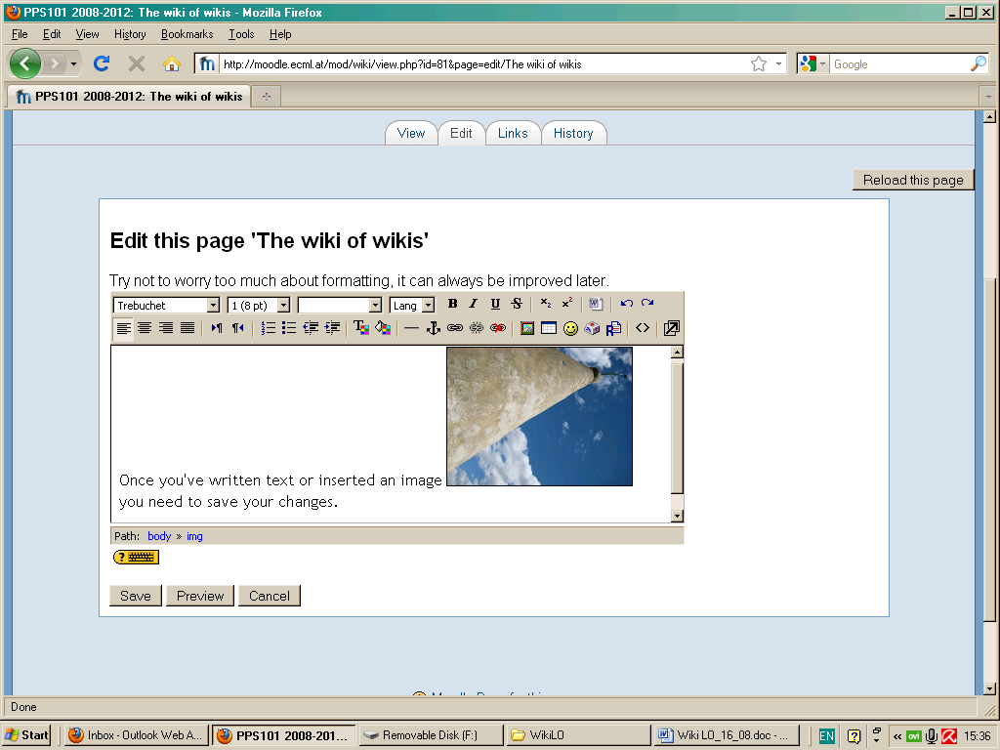 PPS101 2008-2012: The wiki of wikis - Mozilla Firefox
File Edit View History Bookmarks Tools Help
http://moodle.ecml.at/mod/wiki/view.php?id=81&page=edit/The wiki of wikis
Google
PPS101 2008-2012: The wiki of wikis
View Edit Links History
Reload this page
Edit this page 'The wiki of wikis'
Try not to worry too much about formatting, it can always be improved later.
Trebuchet 1 (8 pt) Lang B I U S x₂ x²
Once you've written text or inserted an image
you need to save your changes.
Path: body » img
Save Preview Cancel
Done
Start Inbox - Outlook Web A... PPS101 2008-201... Removable Disk (F:) WikiLO Wiki LO_16_08.doc - ... EN « ovi 15:36